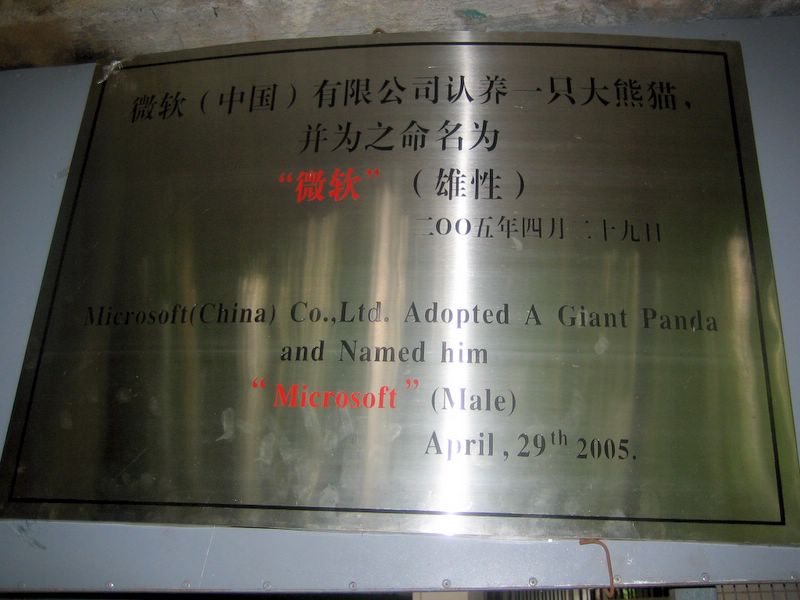 微软（中国）有限公司认养一只大熊猫，
并为之命名为
“微软”（雄性）
二OO五年四月二十九日
Microsoft(China) Co.,Ltd. Adopted A Giant Panda
and Named him
“Microsoft” (Male)
April, 29th 2005.